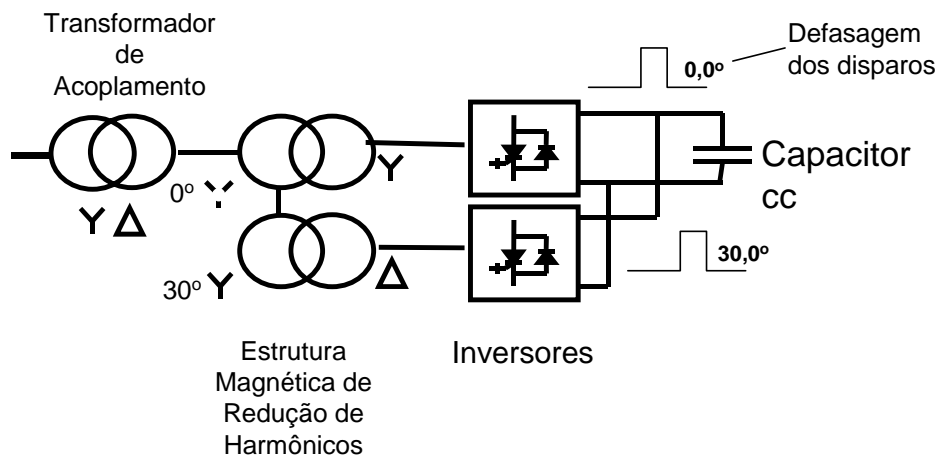 Transformador
de
Acoplamento
Defasagem
dos disparos
0,0º
Capacitor
cc
0º
30,0º
30º
Estrutura
Magnética de
Redução de
Harmônicos
Inversores